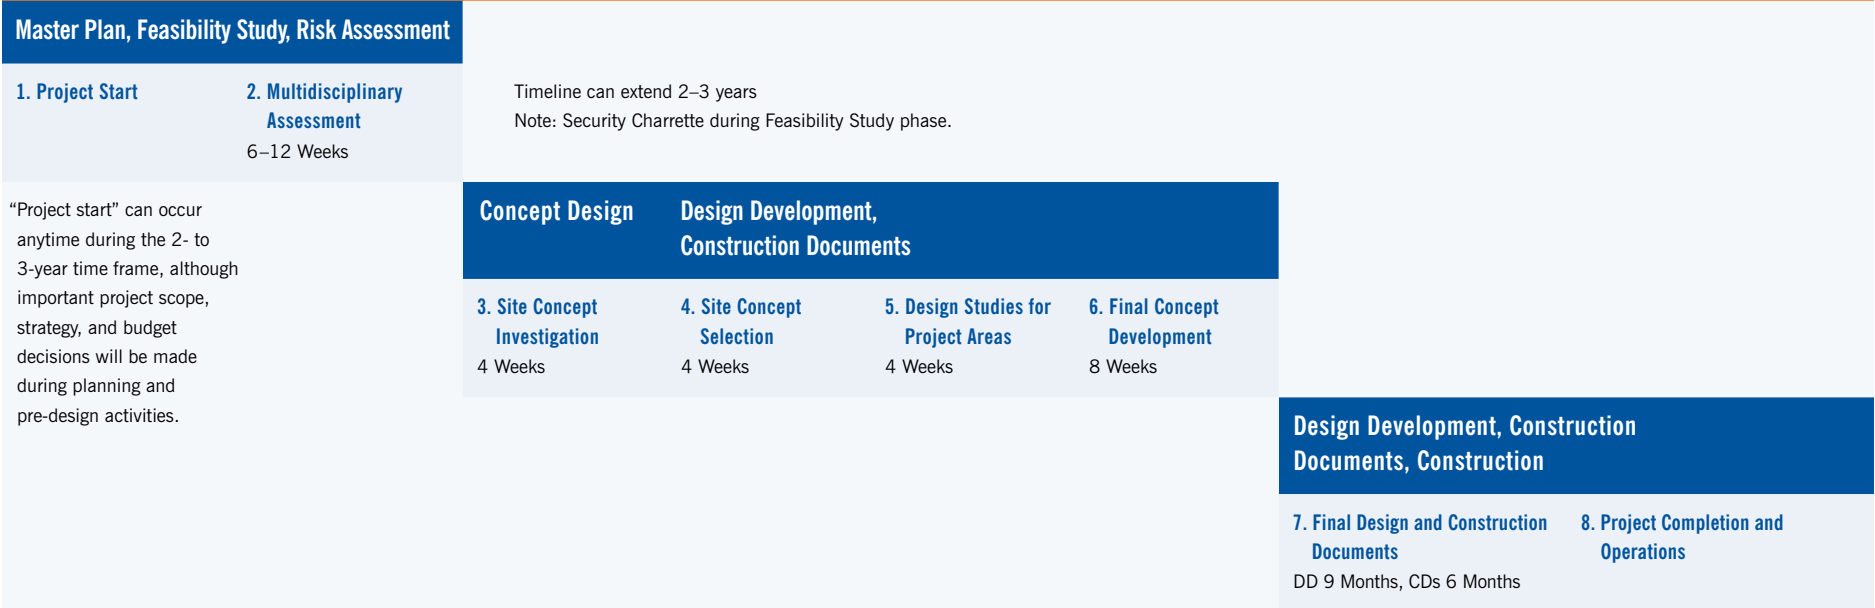 Master Plan, Feasibility Study, Risk Assessment
1. Project Start
2. Multidisciplinary
Assessment
6–12 Weeks
Timeline can extend 2–3 years
Note: Security Charrette during Feasibility Study phase.
“Project start” can occur
anytime during the 2- to
3-year time frame, although
important project scope,
strategy, and budget
decisions will be made
during planning and
pre-design activities.
Concept Design
Design Development,
Construction Documents
3. Site Concept
Investigation
4 Weeks
4. Site Concept
Selection
4 Weeks
5. Design Studies for
Project Areas
4 Weeks
6. Final Concept
Development
8 Weeks
Design Development, Construction
Documents, Construction
7. Final Design and Construction
Documents
DD 9 Months, CDs 6 Months
8. Project Completion and
Operations